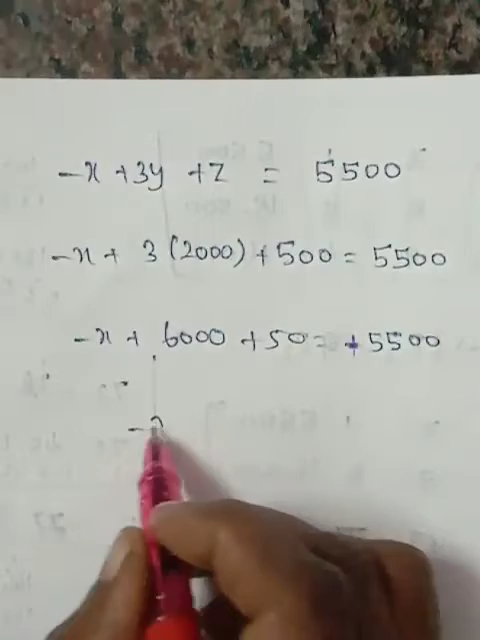 -x + 3y + z = 5500
-x + 3(2000) + 500 = 5500
-x + 6000 + 50 = +5500
-